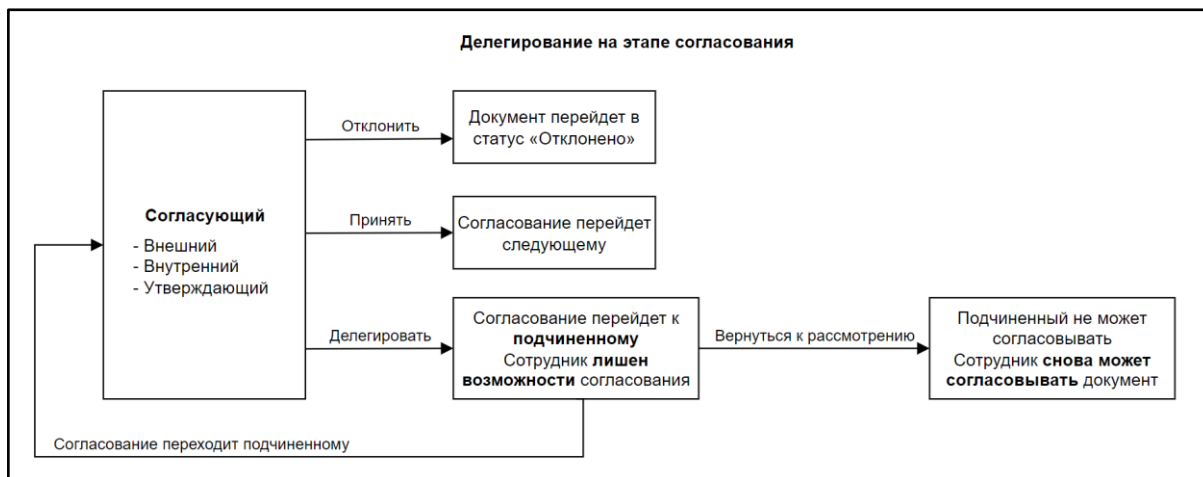 Делегирование на этапе согласования
Согласующий
- Внешний
- Внутренний
- Утверждающий
Отклонить
Документ перейдет в
статус «Отклонено»
Принять
Согласование перейдет
следующему
Делегировать
Согласование перейдет к
подчиненному
Сотрудник лишен
возможности согласования
Вернуться к рассмотрению
Подчиненный не может
согласовывать
Сотрудник снова может
согласовывать документ
Согласование переходит подчиненному